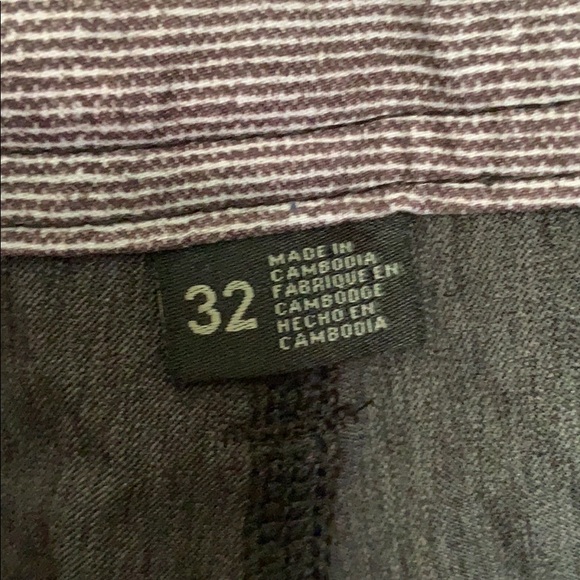 32
MADE IN
CAMBODIA
FABRIQUE EN
CAMBODGE
HECHO EN
CAMBODIA